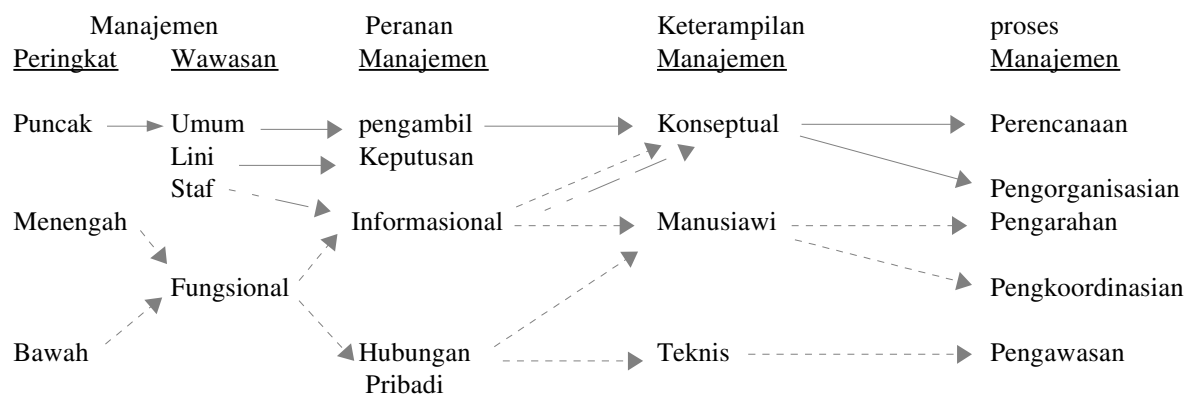 Manajemen Peranan Keterampilan proses
Peringkat Wawasan Manajemen Manajemen Manajemen
Puncak Umum pengambil Konseptual Perencanaan
Lini Keputusan
Staf Pengorganisasian
Menengah Informasional Manusiawi Pengarahan
Fungsional Pengkoordinasian
Bawah Hubungan Teknis Pengawasan
Pribadi